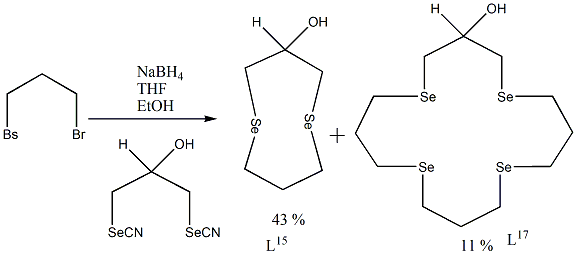 H OH
NaBH4
THF
EtOH
Bs Br
H OH
SeCN SeCN
Se Se
43 %
L15
+
H OH
Se Se
Se Se
11 % L17